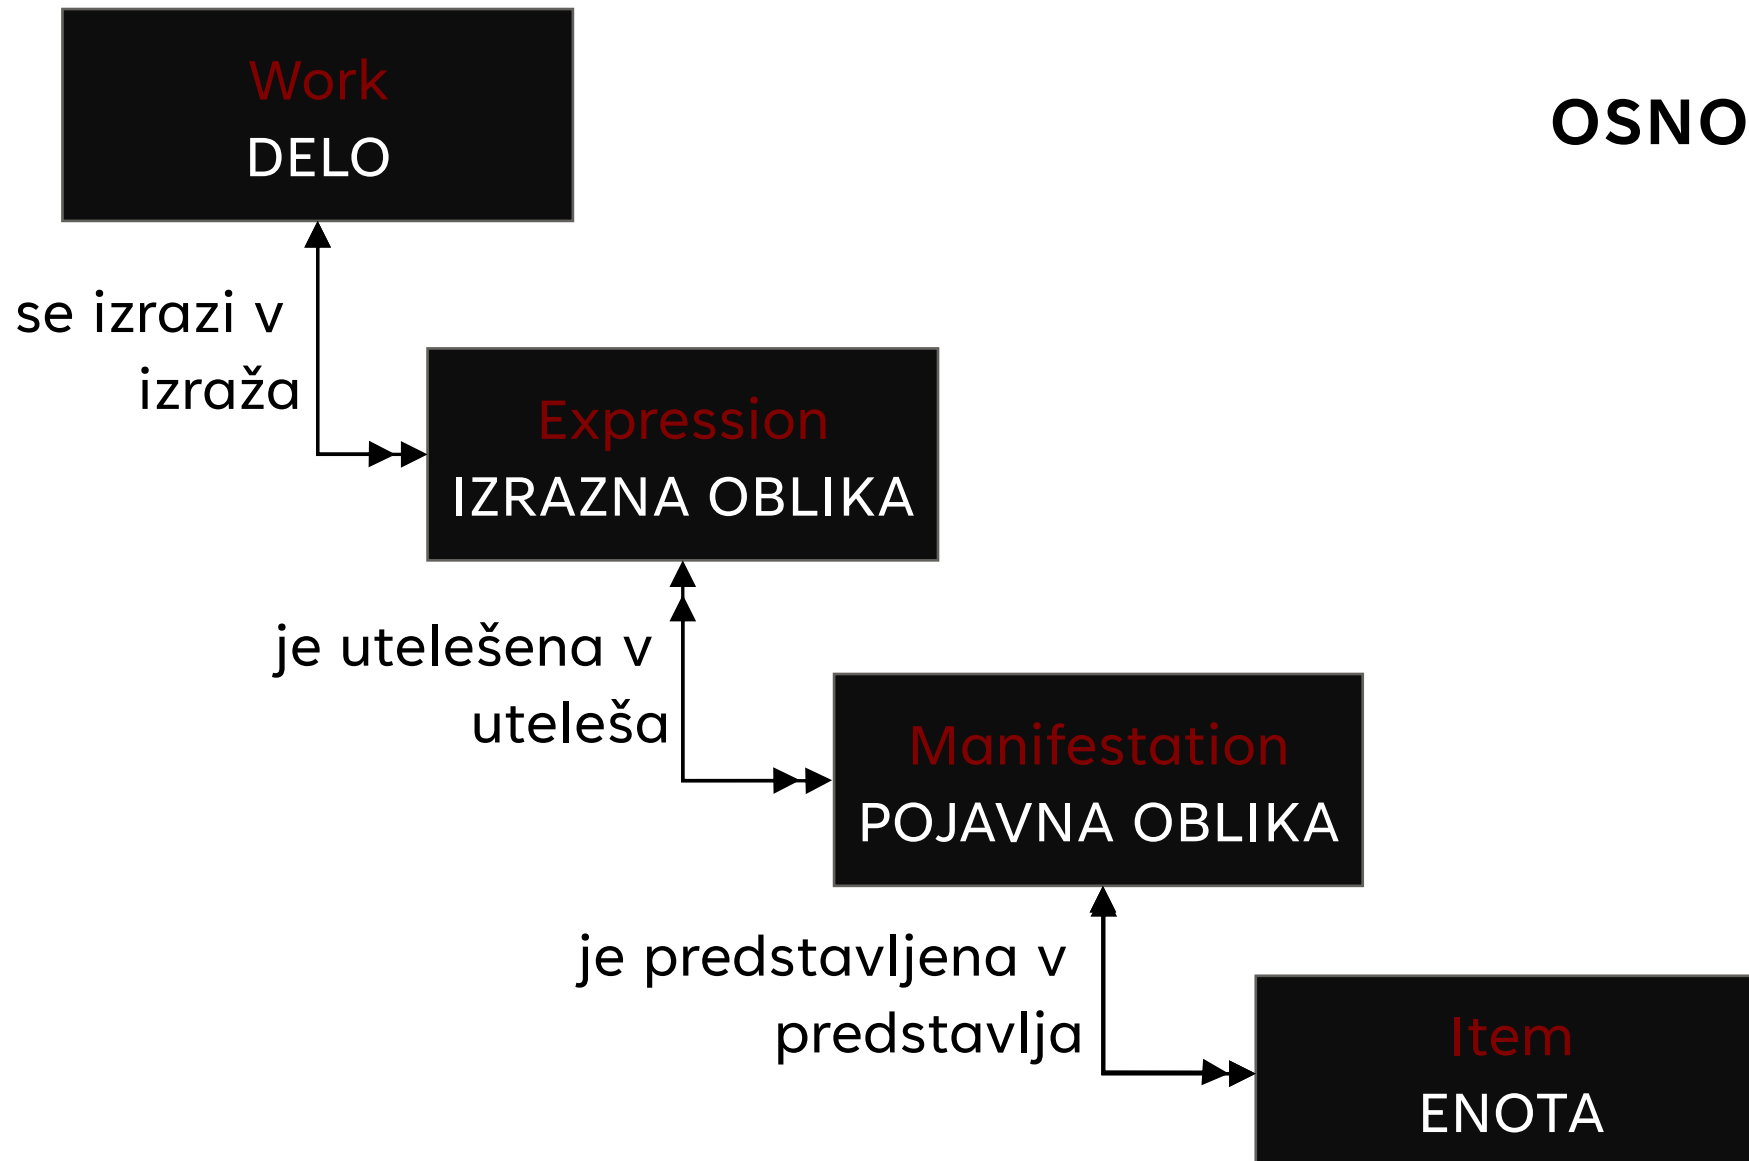 Work
DELO
OSNO
se izrazi v
izraža
Expression
IZRAZNA OBLIKA
je utelešena v
uteleša
Manifestation
POJAVNA OBLIKA
je predstavljena v
predstavlja
Item
ENOTA